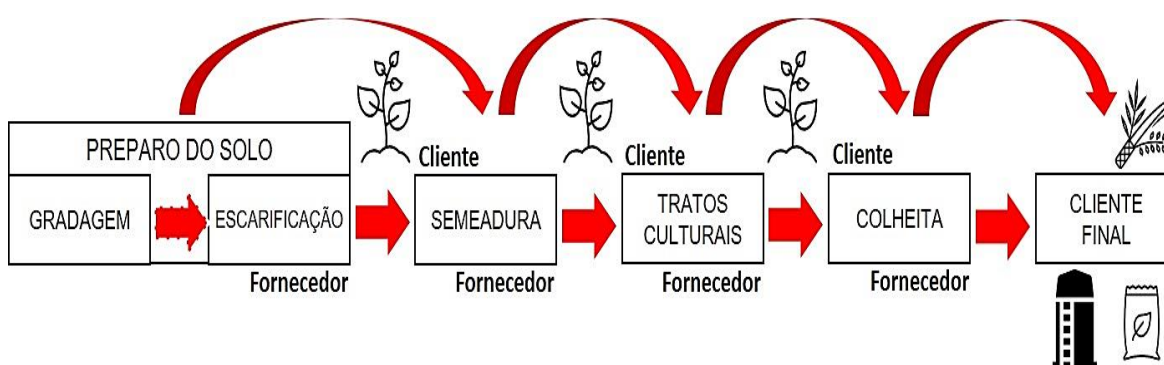 PREPARO DO SOLO
GRADAGEM
ESCARIFICAÇÃO
Fornecedor
Cliente
SEMEADURA
Fornecedor
Cliente
TRATOS
CULTURAIS
Fornecedor
Cliente
COLHEITA
Fornecedor
CLIENTE
FINAL